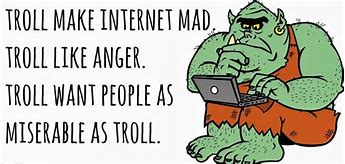 TROLL MAKE INTERNET MAD.
TROLL LIKE ANGER.
TROLL WANT PEOPLE AS
MISERABLE AS TROLL.